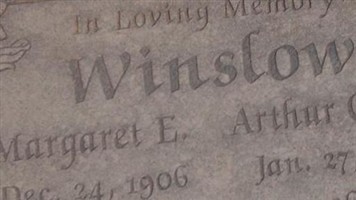 In Loving Memory
Winslow
Margaret E. Arthur
Dec. 24, 1906 Jan. 27